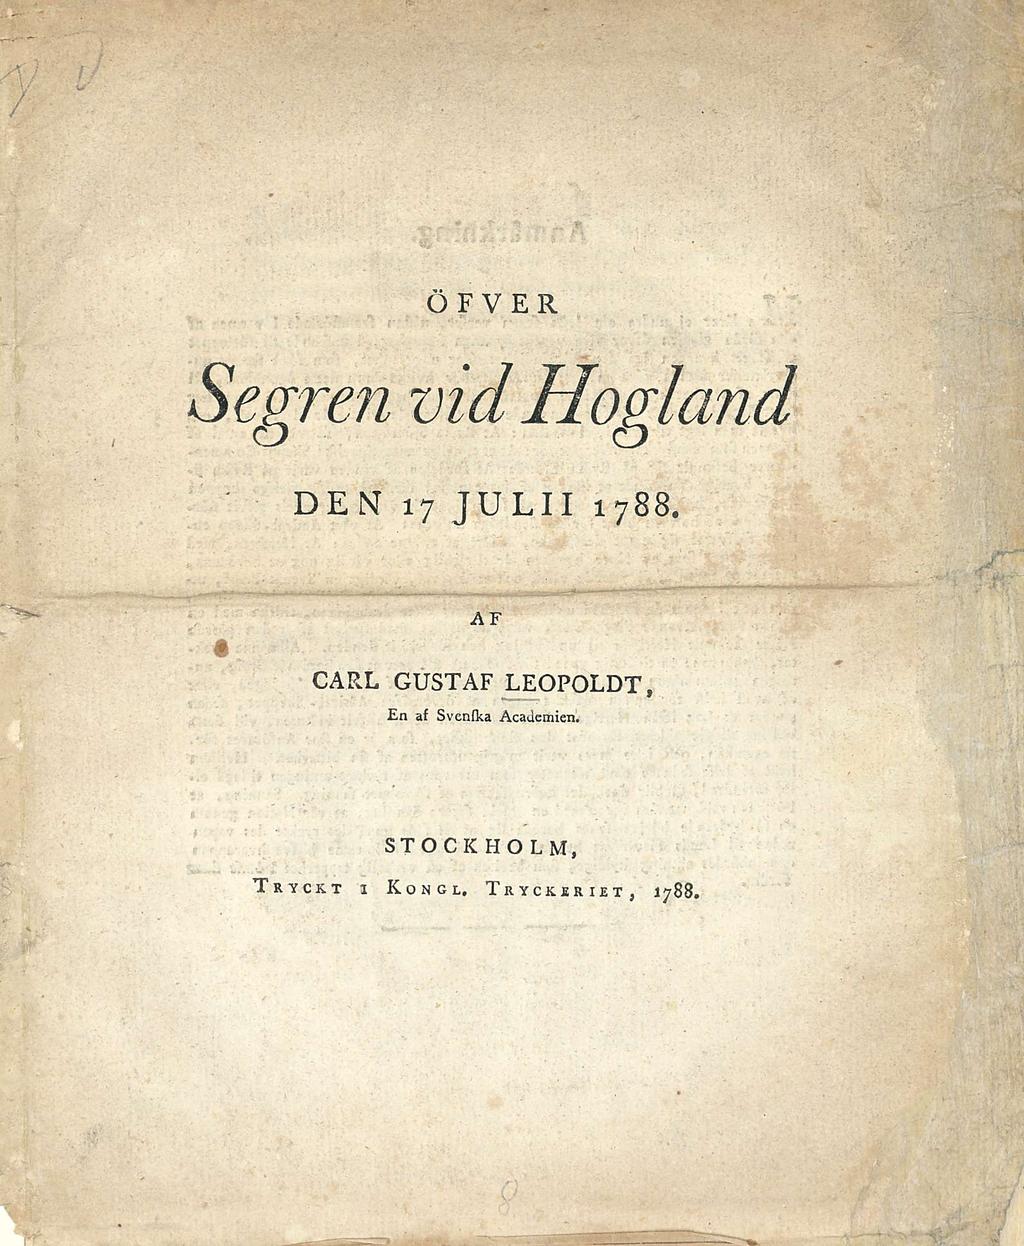 ÖFVER
Segren vid Hogland
DEN 17 JULII 1788.
AF
CARL GUSTAF LEOPOLDT,
En af Svenſka Academien.
STOCKHOLM,
TRYCKT I KONGL. TRYCKERIET, 1788.
8